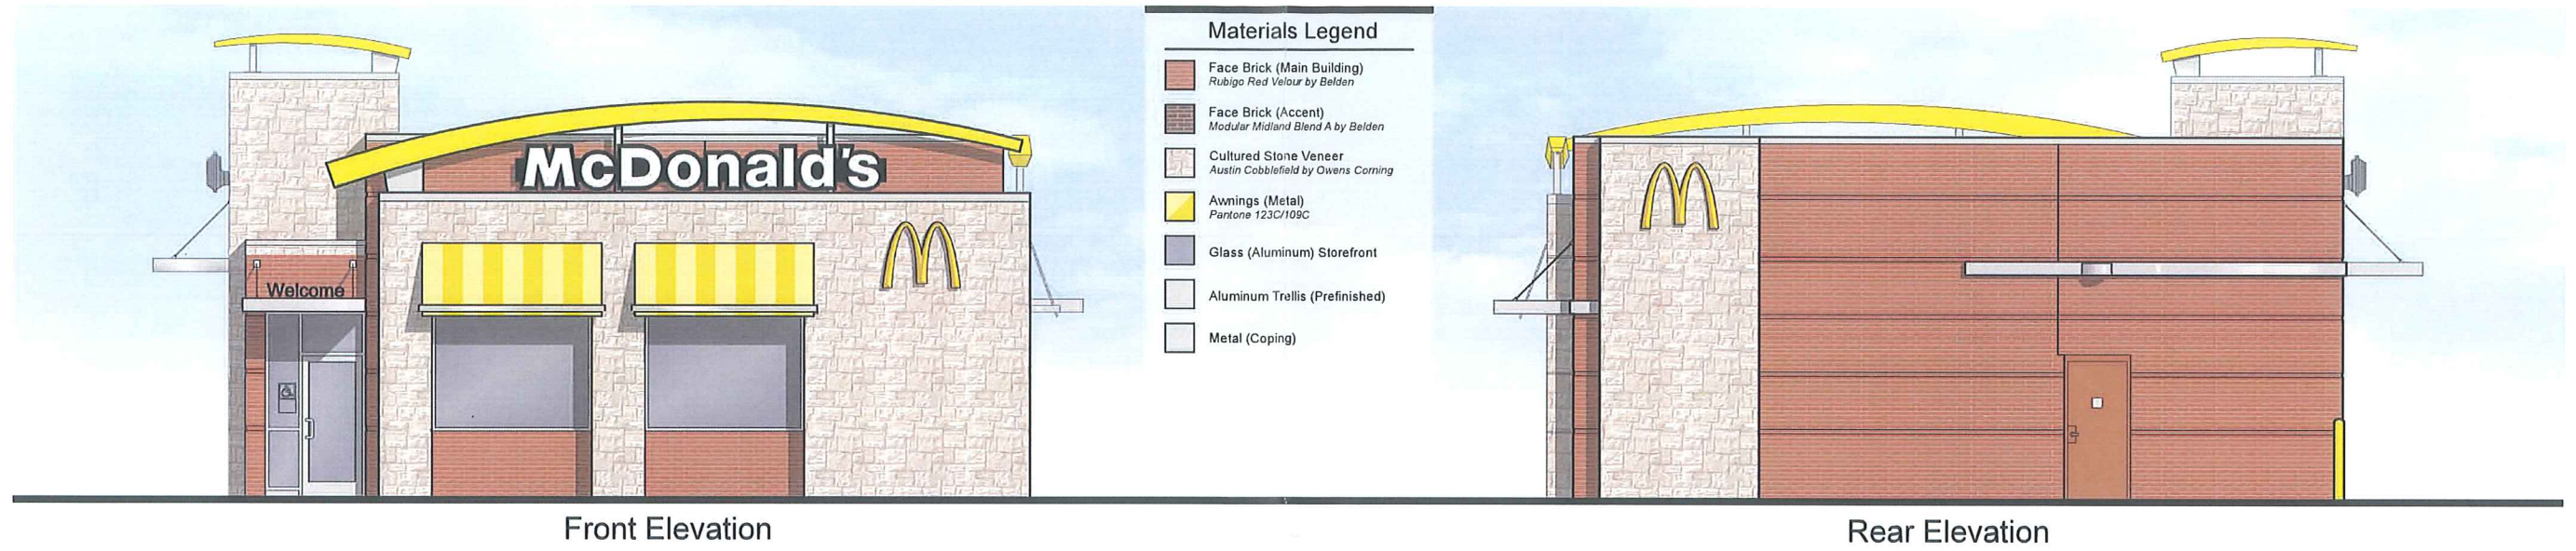 Materials Legend
Face Brick (Main Building)
Rubigo Red Velour by Belden
Face Brick (Accent)
Modular Midland Blend A by Belden
Cultured Stone Veneer
Austin Cobblefield by Owens Corning
Awnings (Metal)
Pantone 123C/109C
Glass (Aluminum) Storefront
Aluminum Trellis (Prefinished)
Metal (Coping)
McDonald's
M
Welcome
M
Front Elevation
Rear Elevation